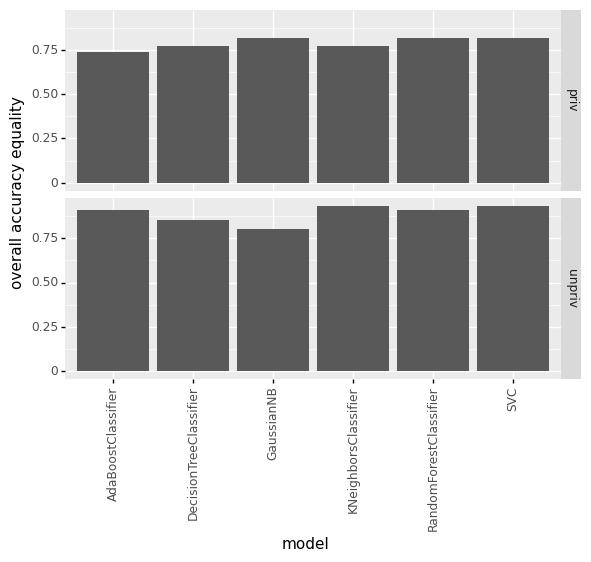 overall accuracy equality
0.75
0.50
0.25
0
priv
0.75
0.50
0.25
0
unpriv
AdaBoostClassifier
DecisionTreeClassifier
GaussianNB
KNeighborsClassifier
RandomForestClassifier
SVC
model